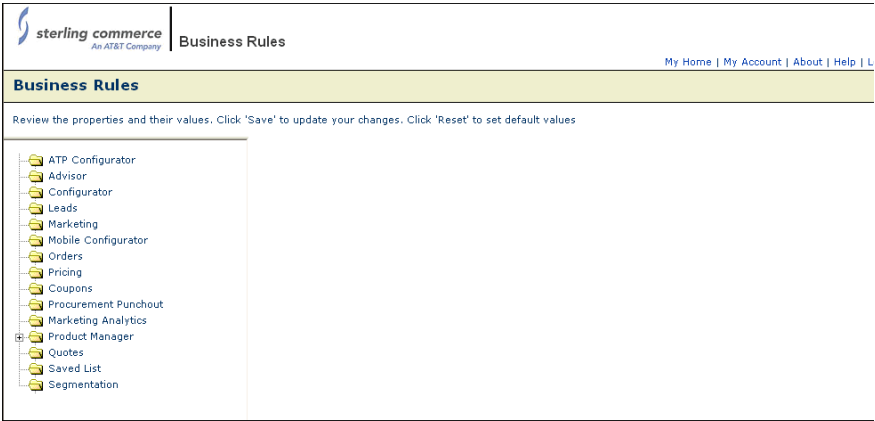 sterling commerce
An AT&T Company
Business Rules
My Home | My Account | About | Help |
Business Rules
Review the properties and their values. Click 'Save' to update your changes. Click 'Reset' to set default values
ATP Configurator
Advisor
Configurator
Leads
Marketing
Mobile Configurator
Orders
Pricing
Coupons
Procurement Punchout
Marketing Analytics
Product Manager
Quotes
Saved List
Segmentation